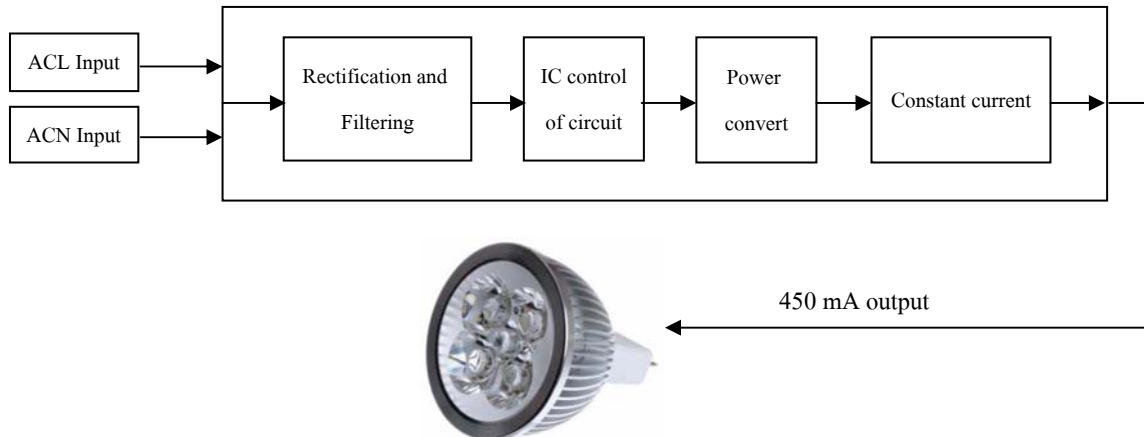 ACL Input
ACN Input
Rectification and
Filtering
IC control
of circuit
Power
convert
Constant current
450 mA output